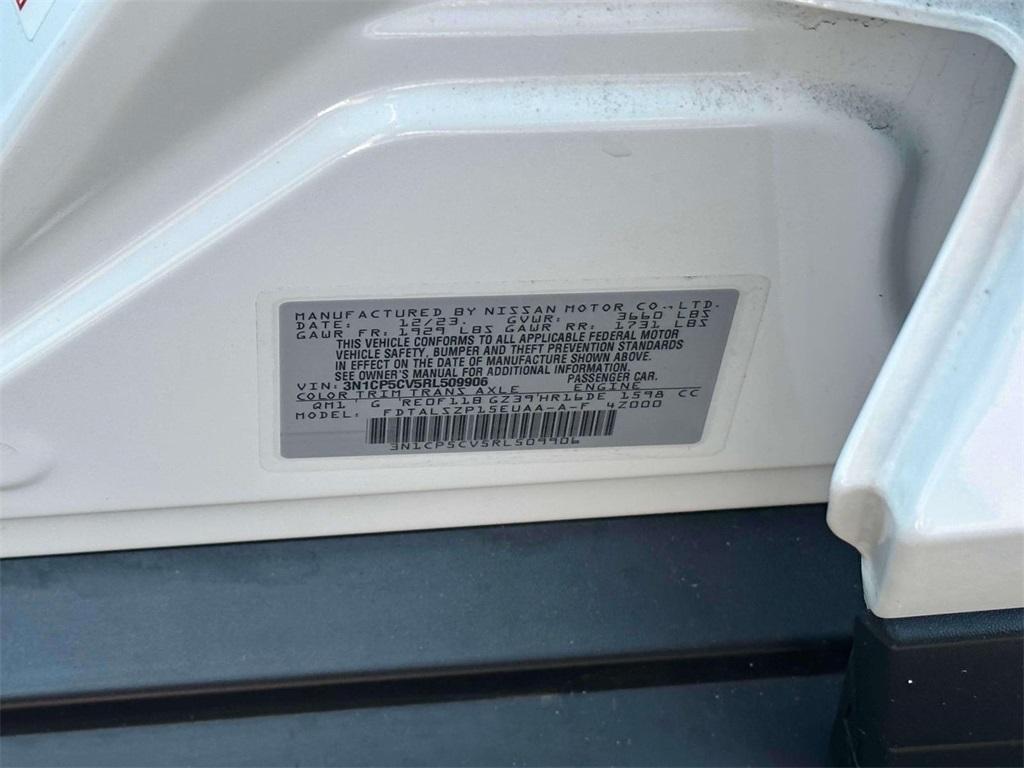 MANUFACTURED BY NISSAN MOTOR CO.,LTD.
DATE: 12/23. GVWR: 3660 LBS
GAWR FR: 1929 LBS GAWR RR: 1731 LBS
THIS VEHICLE CONFORMS TO ALL APPLICABLE FEDERAL MOTOR
VEHICLE SAFETY, BUMPER AND THEFT PREVENTION STANDARDS
IN EFFECT ON THE DATE OF MANUFACTURE SHOWN ABOVE.
SEE OWNER'S MANUAL FOR ADDITIONAL INFORMATION.
VIN: 3N1CP5CV5RL509906 PASSENGER CAR.
COLOR TRIM TRANS AXLE ENGINE
QM1 G RE0F11B GZ39 HR16DE 1598 CC
MODEL: FDTALSZP15EUAA-A-F 4Z000
3N1CP5CV5RL509906